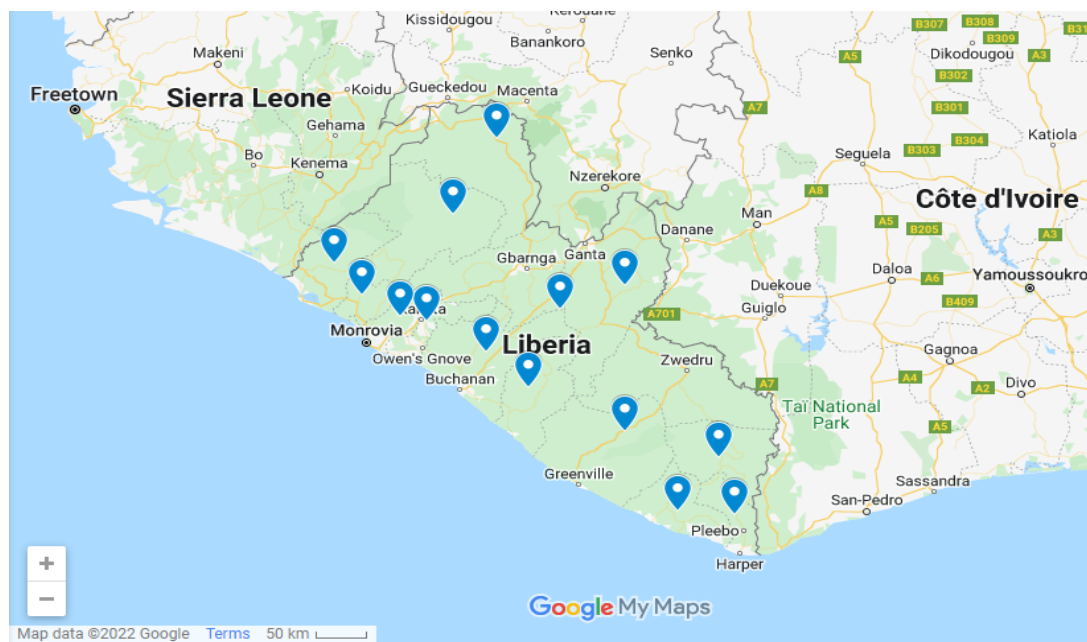 Kissidougou
Kerouane
B307
B308
B309
B31
Makeni
Banankoro
Senko
A5
Dikodougou
A3
B302
Freetown
Sierra Leone
Koidu
Gueckedou
Macenta
A7
B301
Gehama
Katiola
Bo
Kenema
Seguela
B303
B304
Nzerekore
A8
Côte d'Ivoire
Man
A5
B205
A3
Danane
Gbarnga
Ganta
Daloa
A6
Yamoussoukro
Duekoue
A701
Guiglo
B409
Monrovia
Liberia
Owen's Gnove
Zwedru
Gagnoa
Buchanan
A7
A4
A2
Divo
Taï National
Park
A5
Greenville
Sassandra
San-Pedro
Pleebo
Harper
+
−
Google My Maps
Map data ©2022 Google Terms 50 km